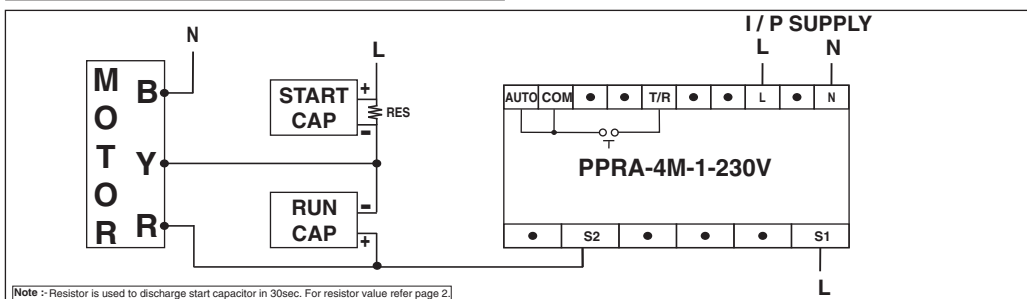 I / P SUPPLY
L N
N
L
MOTOR
B
Y
R
START
CAP
+
-
RES
RUN
CAP
-
+
AUTO COM • • T/R • • L • N
PPRA-4M-1-230V
• S2 • • • S1
L
Note :- Resistor is used to discharge start capacitor in 30sec. For resistor value refer page 2.